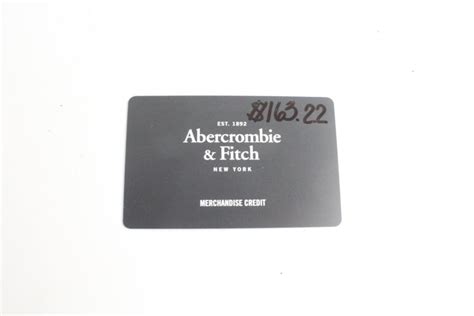 $163.22
EST. 1892
Abercrombie
& Fitch
NEW YORK
MERCHANDISE CREDIT